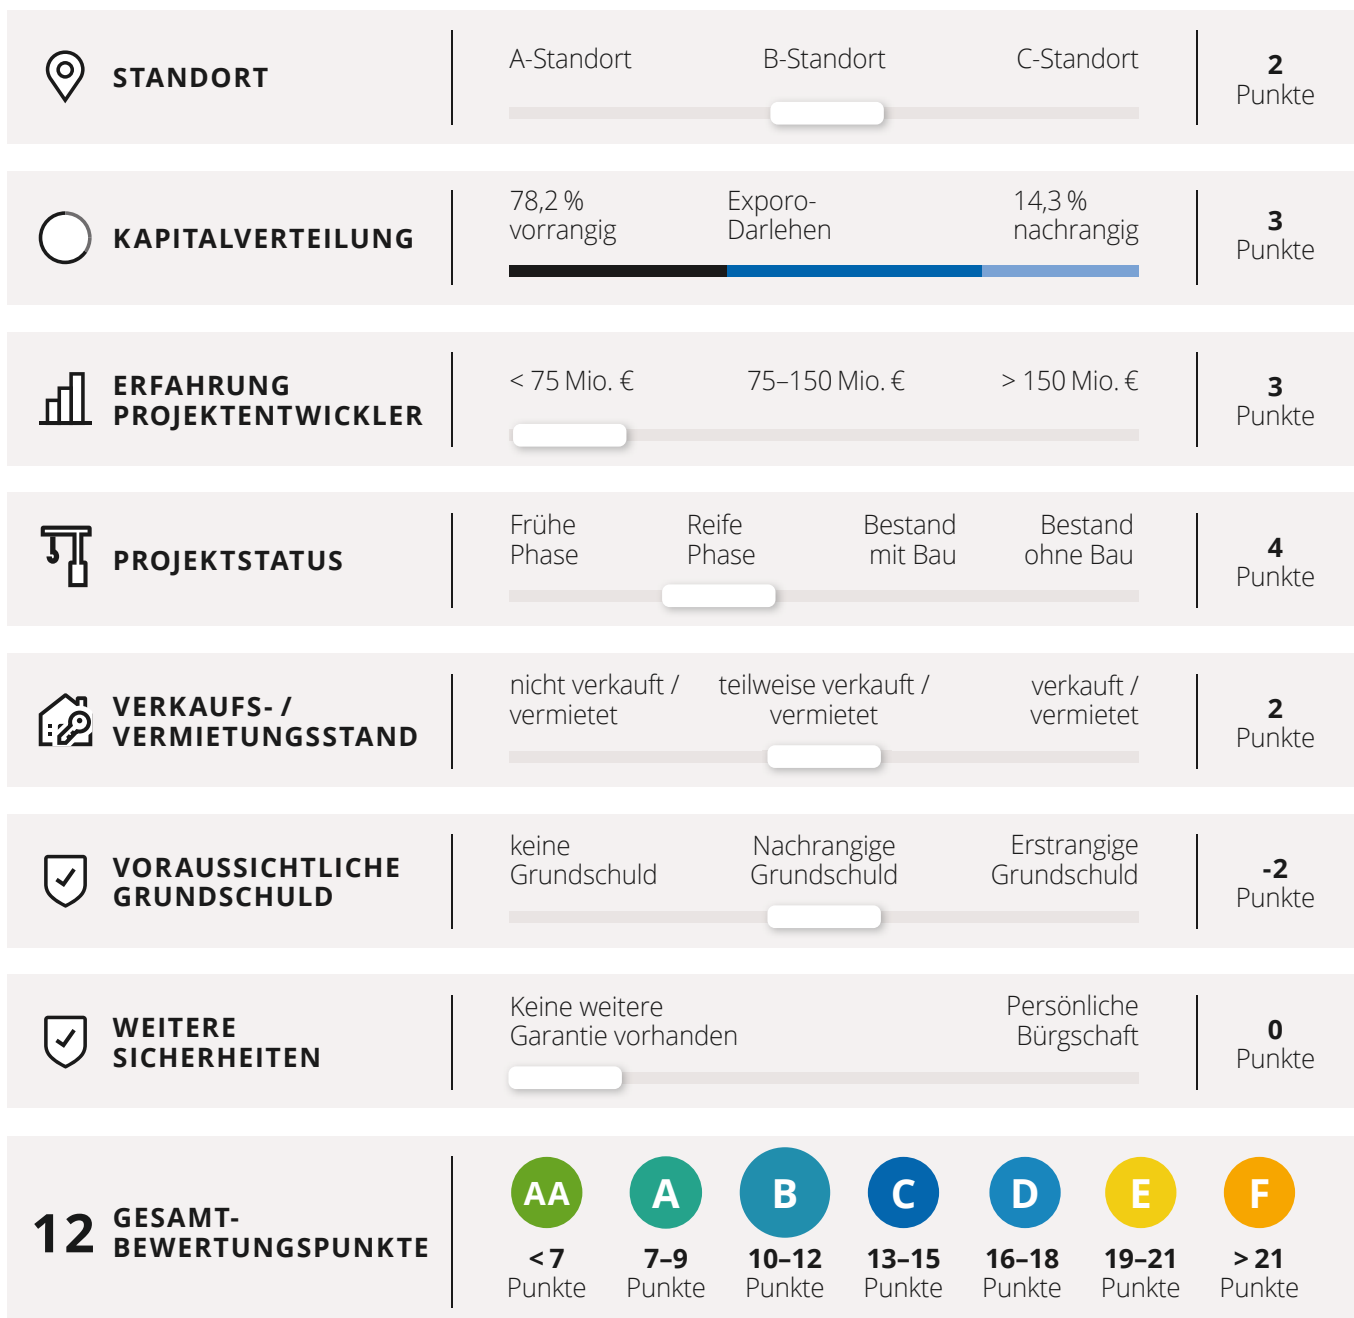 STANDORT
A-Standort B-Standort C-Standort
2
Punkte
KAPITALVERTEILUNG
78,2 % Exporo- 14,3 %
vorrangig Darlehen nachrangig
3
Punkte
ERFAHRUNG
PROJEKTENTWICKLER
< 75 Mio. € 75–150 Mio. € > 150 Mio. €
3
Punkte
PROJEKTSTATUS
Frühe Reife Bestand Bestand
Phase Phase mit Bau ohne Bau
4
Punkte
VERKAUFS- /
VERMIETUNGSSTAND
nicht verkauft / teilweise verkauft / verkauft /
vermietet vermietet vermietet
2
Punkte
VORAUSSICHTLICHE
GRUNDSCHULD
keine Nachrangige Erstrangige
Grundschuld Grundschuld Grundschuld
-2
Punkte
WEITERE
SICHERHEITEN
Keine weitere Persönliche
Garantie vorhanden Bürgschaft
0
Punkte
12 GESAMT-
BEWERTUNGSPUNKTE
AA A B C D E F
< 7 7–9 10–12 13–15 16–18 19–21 > 21
Punkte Punkte Punkte Punkte Punkte Punkte Punkte